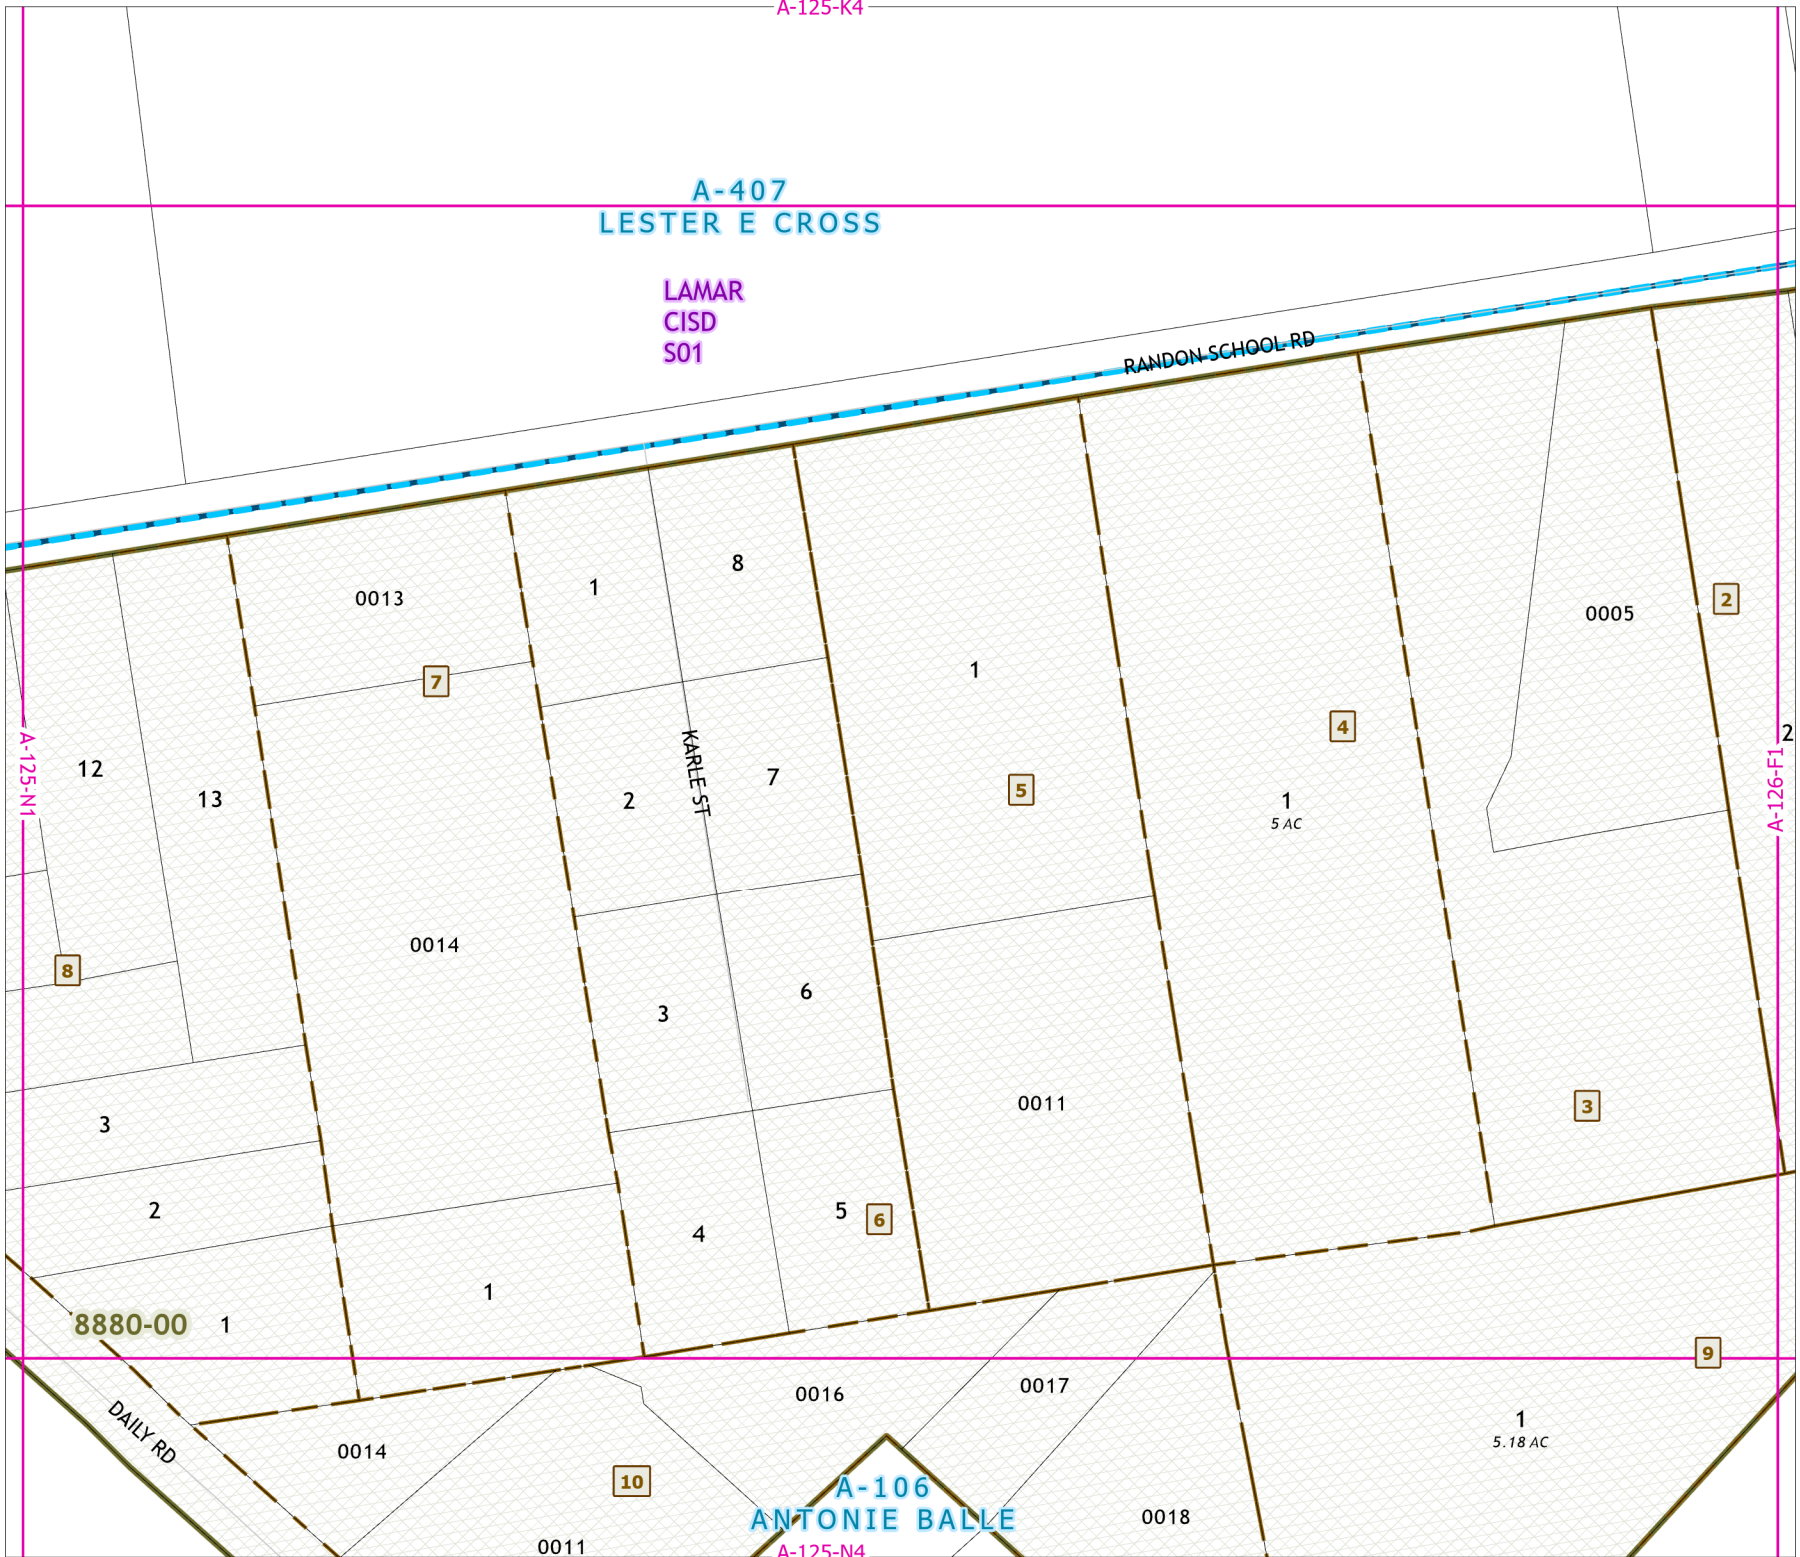 A-125-K4
A-407
LESTER E CROSS
LAMAR
CISD
S01
RANDON SCHOOL RD
8
1
0013
0005
2
7
1
4
2
A-125-N1
A-126-F1
12
13
KARLE ST
7
2
5
1
5 AC
0014
8
6
3
0011
3
3
2
5
6
4
1
8880-00
1
9
DAILY RD
0016
0017
1
5.18 AC
0014
10
A-106
ANTONIE BALLE
0018
0011
A-125-N4